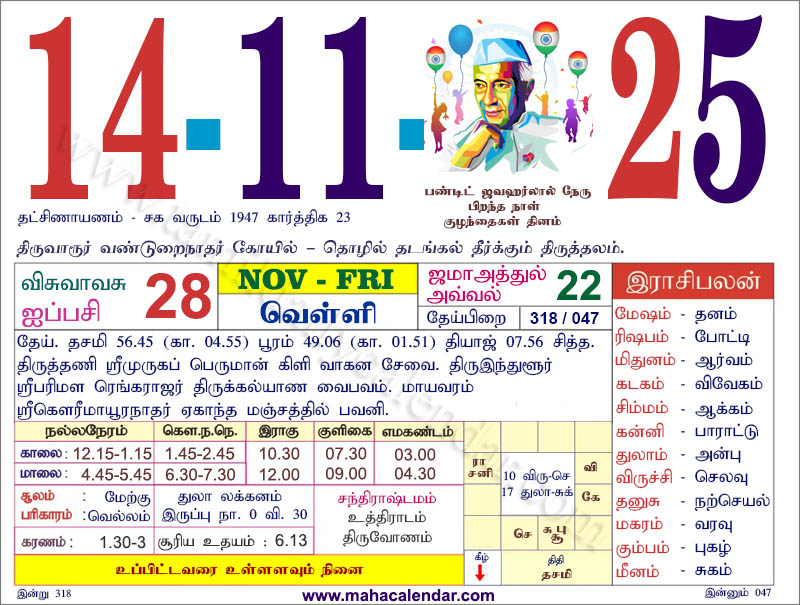 14-11-25
பண்டிட் ஜவஹர்லால் நேரு
பிறந்த நாள்
குழந்தைகள் தினம்
தட்சிணாயணம் - சக வருடம் 1947 கார்த்திக 23
திருவாரூர் வண்டுறைநாதர் கோயில் – தொழில் தடங்கல் தீர்க்கும் திருத்தலம்.
விசுவாவசு
ஐப்பசி
28
NOV - FRI
வெள்ளி
ஜமாஅத்துல்
அவ்வல்
22
தேய்பிறை
318 / 047
தேய். தசமி 56.45 (கா. 04.55) பூரம் 49.06 (கா. 01.51) தியாஜ் 07.56 சித்த.
திருத்தணி ஸ்ரீமுருகப் பெருமான் கிளி வாகன சேவை. திருஇந்துளூர்
ஸ்ரீபரிமள ரெங்கராஜர் திருக்கல்யாண வைபவம். மாயவரம்
ஸ்ரீகௌரீமாயூரநாதர் ஏகாந்த மஞ்சத்தில் பவனி.
நல்லநேரம் கௌ.ந.நெ. இராகு குளிகை எமகண்டம்
காலை: 12.15-1.15 1.45-2.45 10.30 07.30 03.00
மாலை: 4.45-5.45 6.30-7.30 12.00 09.00 04.30
சூலம் : மேற்கு
பரிகாரம் :வெல்லம்
துலா லக்கனம்
இருப்பு நா. 0 வி. 30
சந்திராஷ்டமம்
உத்திராடம்
திருவோணம்
கரணம் : 1.30-3
சூரிய உதயம் : 6.13
உப்பிட்டவரை உள்ளளவும் நினை
ரா
சனி
10 விரு-செ
17 துலா-சுக்
வி
கே
செ
சூபு
சு
கீழ்
திதி
தசமி
இராசிபலன்
மேஷம் - தனம்
ரிஷபம் - போட்டி
மிதுனம் - ஆர்வம்
கடகம் - விவேகம்
சிம்மம் - ஆக்கம்
கன்னி - பாராட்டு
துலாம் - அன்பு
விருச்சி - செலவு
தனுசு - நற்செயல்
மகரம் - வரவு
கும்பம் - புகழ்
மீனம் - சுகம்
இன்று 318
www.mahacalendar.com
இன்னும் 047